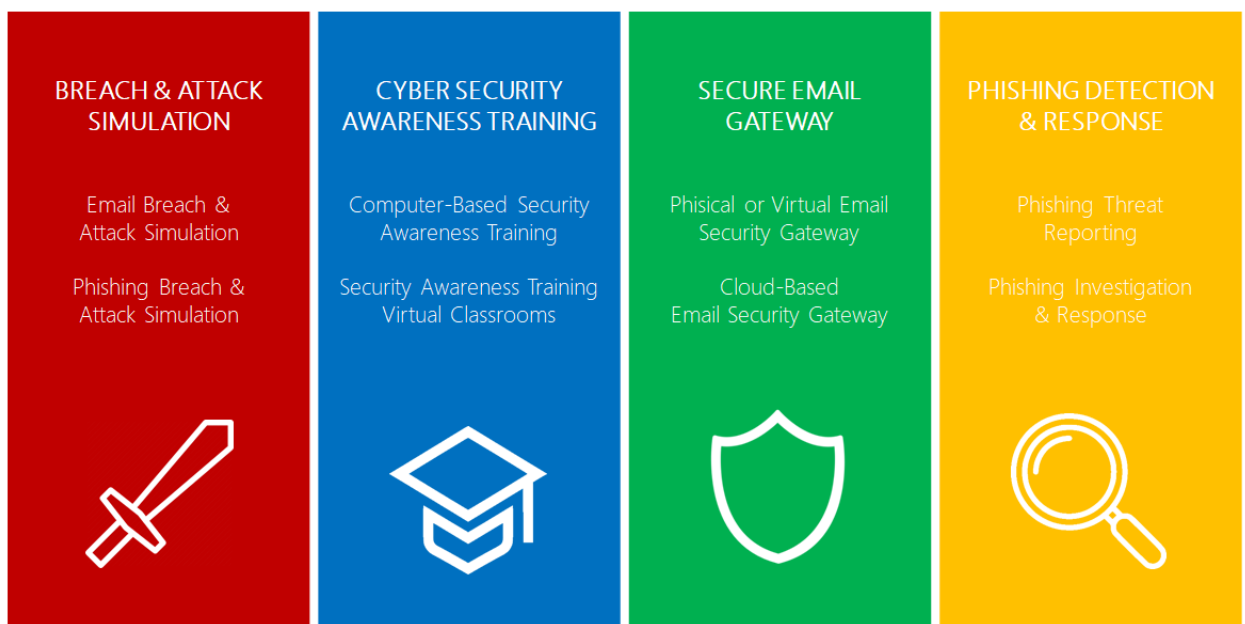 BREACH & ATTACK
SIMULATION
Email Breach &
Attack Simulation
Phishing Breach &
Attack Simulation
CYBER SECURITY
AWARENESS TRAINING
Computer-Based Security
Awareness Training
Security Awareness Training
Virtual Classrooms
SECURE EMAIL
GATEWAY
Phisical or Virtual Email
Security Gateway
Cloud-Based
Email Security Gateway
PHISHING DETECTION
& RESPONSE
Phishing Threat
Reporting
Phishing Investigation
& Response